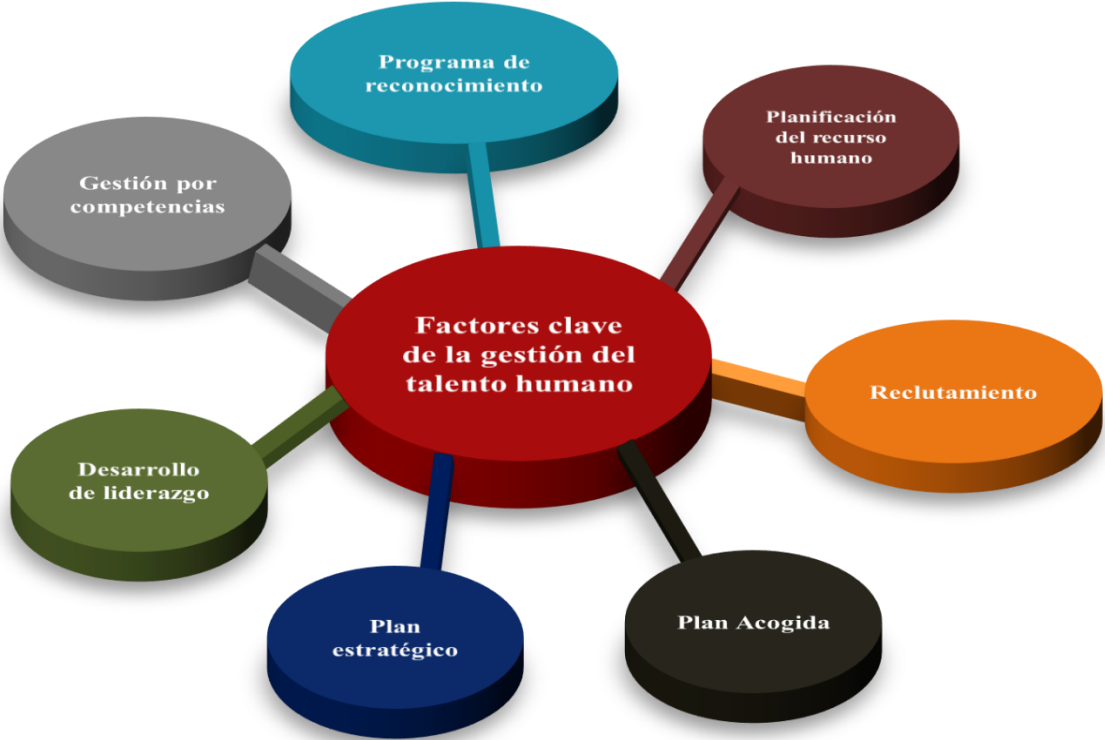 Programa de
reconocimiento
Planificación
del recurso
humano
Gestión por
competencias
Factores clave
de la gestión del
talento humano
Reclutamiento
Desarrollo
de liderazgo
Plan
estratégico
Plan Acogida